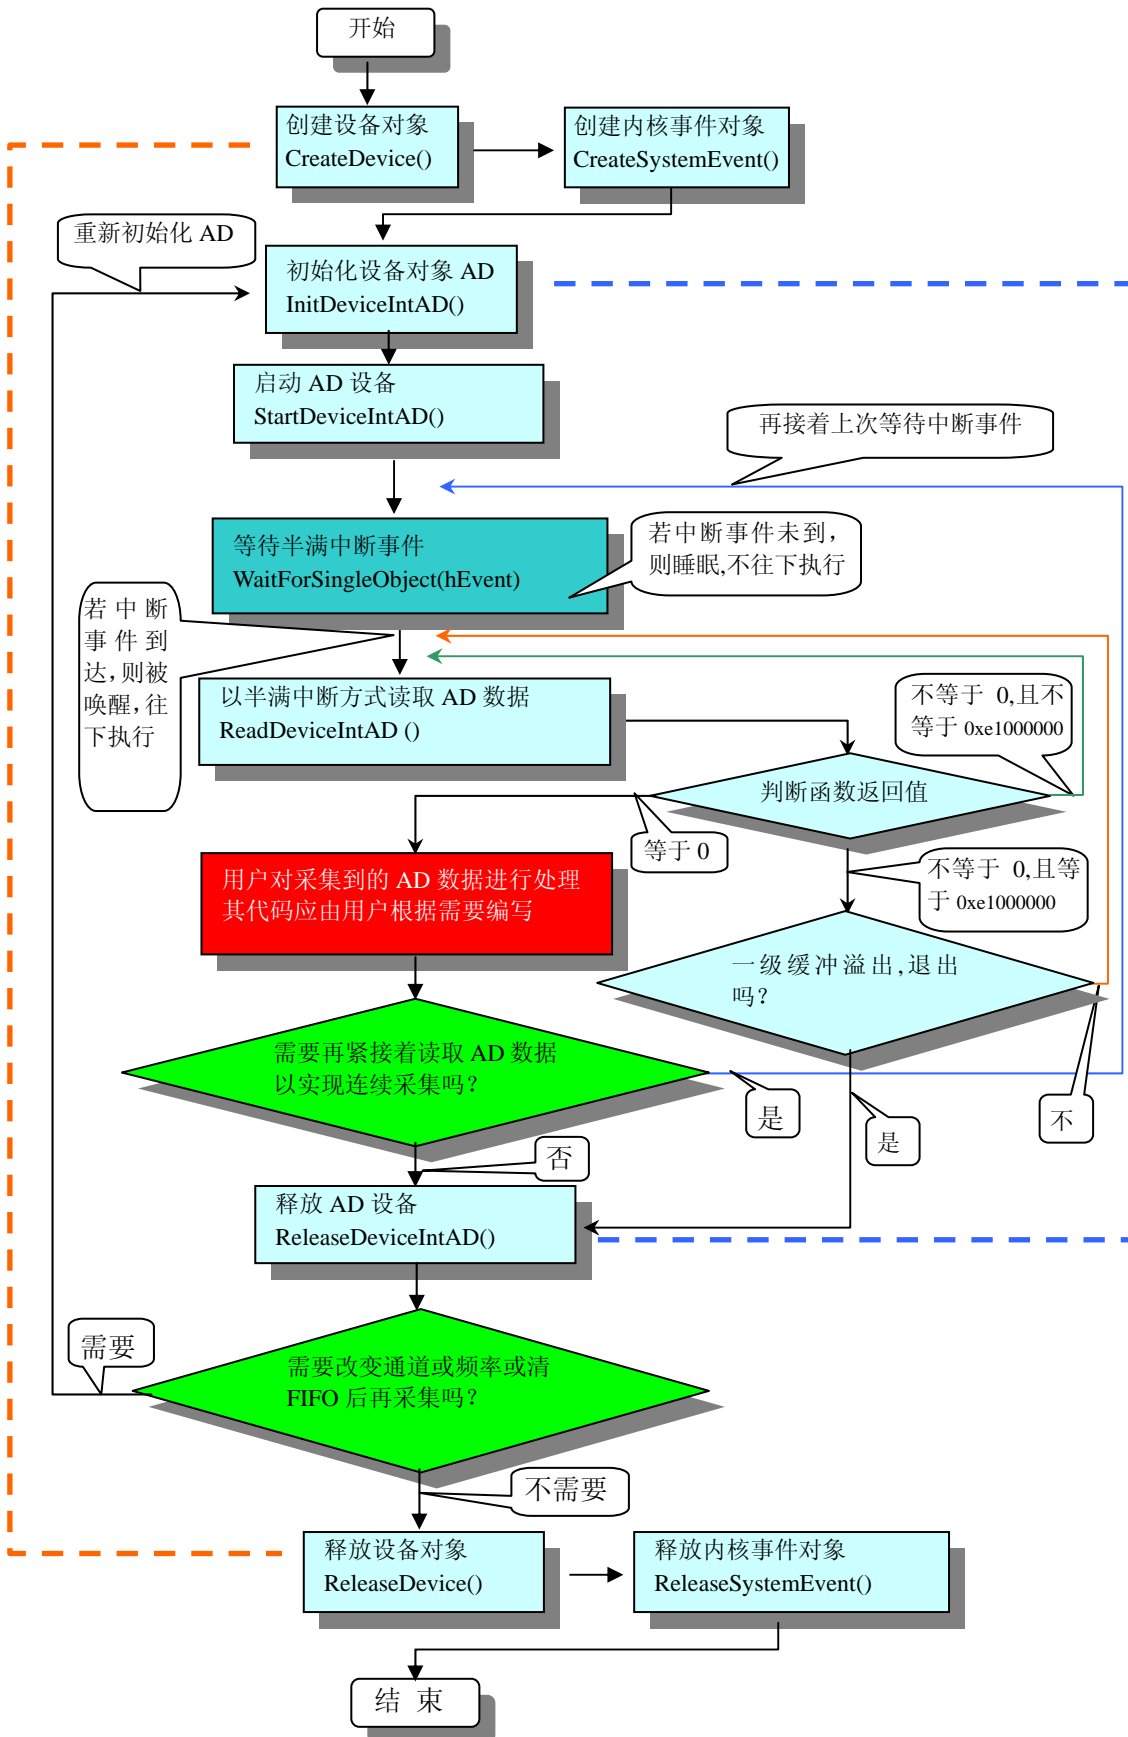 开始
创建设备对象
CreateDevice()
创建内核事件对象
CreateSystemEvent()
重新初始化 AD
初始化设备对象 AD
InitDeviceIntAD()
启动 AD 设备
StartDeviceIntAD()
再接着上次等待中断事件
等待半满中断事件
WaitForSingleObject(hEvent)
若中断事件未到，
则睡眠,不往下执行
若中断
事件到
达,则被
唤醒,往
下执行
以半满中断方式读取 AD 数据
ReadDeviceIntAD ()
不等于 0,且不
等于 0xe1000000
判断函数返回值
等于 0
不等于 0,且等
于 0xe1000000
用户对采集到的 AD 数据进行处理
其代码应由用户根据需要编写
一级缓冲溢出,退出
吗？
需要再紧接着读取 AD 数据
以实现连续采集吗？
是
是
不
否
释放 AD 设备
ReleaseDeviceIntAD()
需要
需要改变通道或频率或清
FIFO 后再采集吗？
不需要
释放设备对象
ReleaseDevice()
释放内核事件对象
ReleaseSystemEvent()
结 束